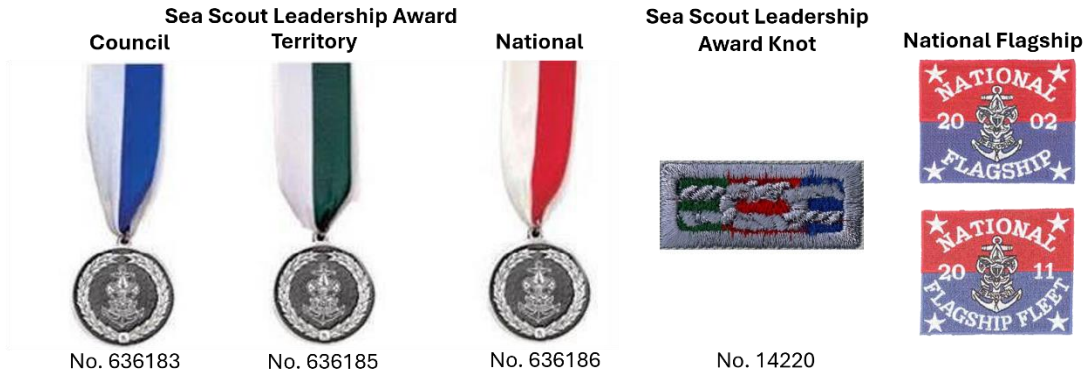 Sea Scout Leadership Award
Council Territory National
No. 636183 No. 636185 No. 636186
Sea Scout Leadership
Award Knot
No. 14220
National Flagship
NATIONAL
20 02
FLAGSHIP
NATIONAL
20 11
FLAGSHIP FLEET